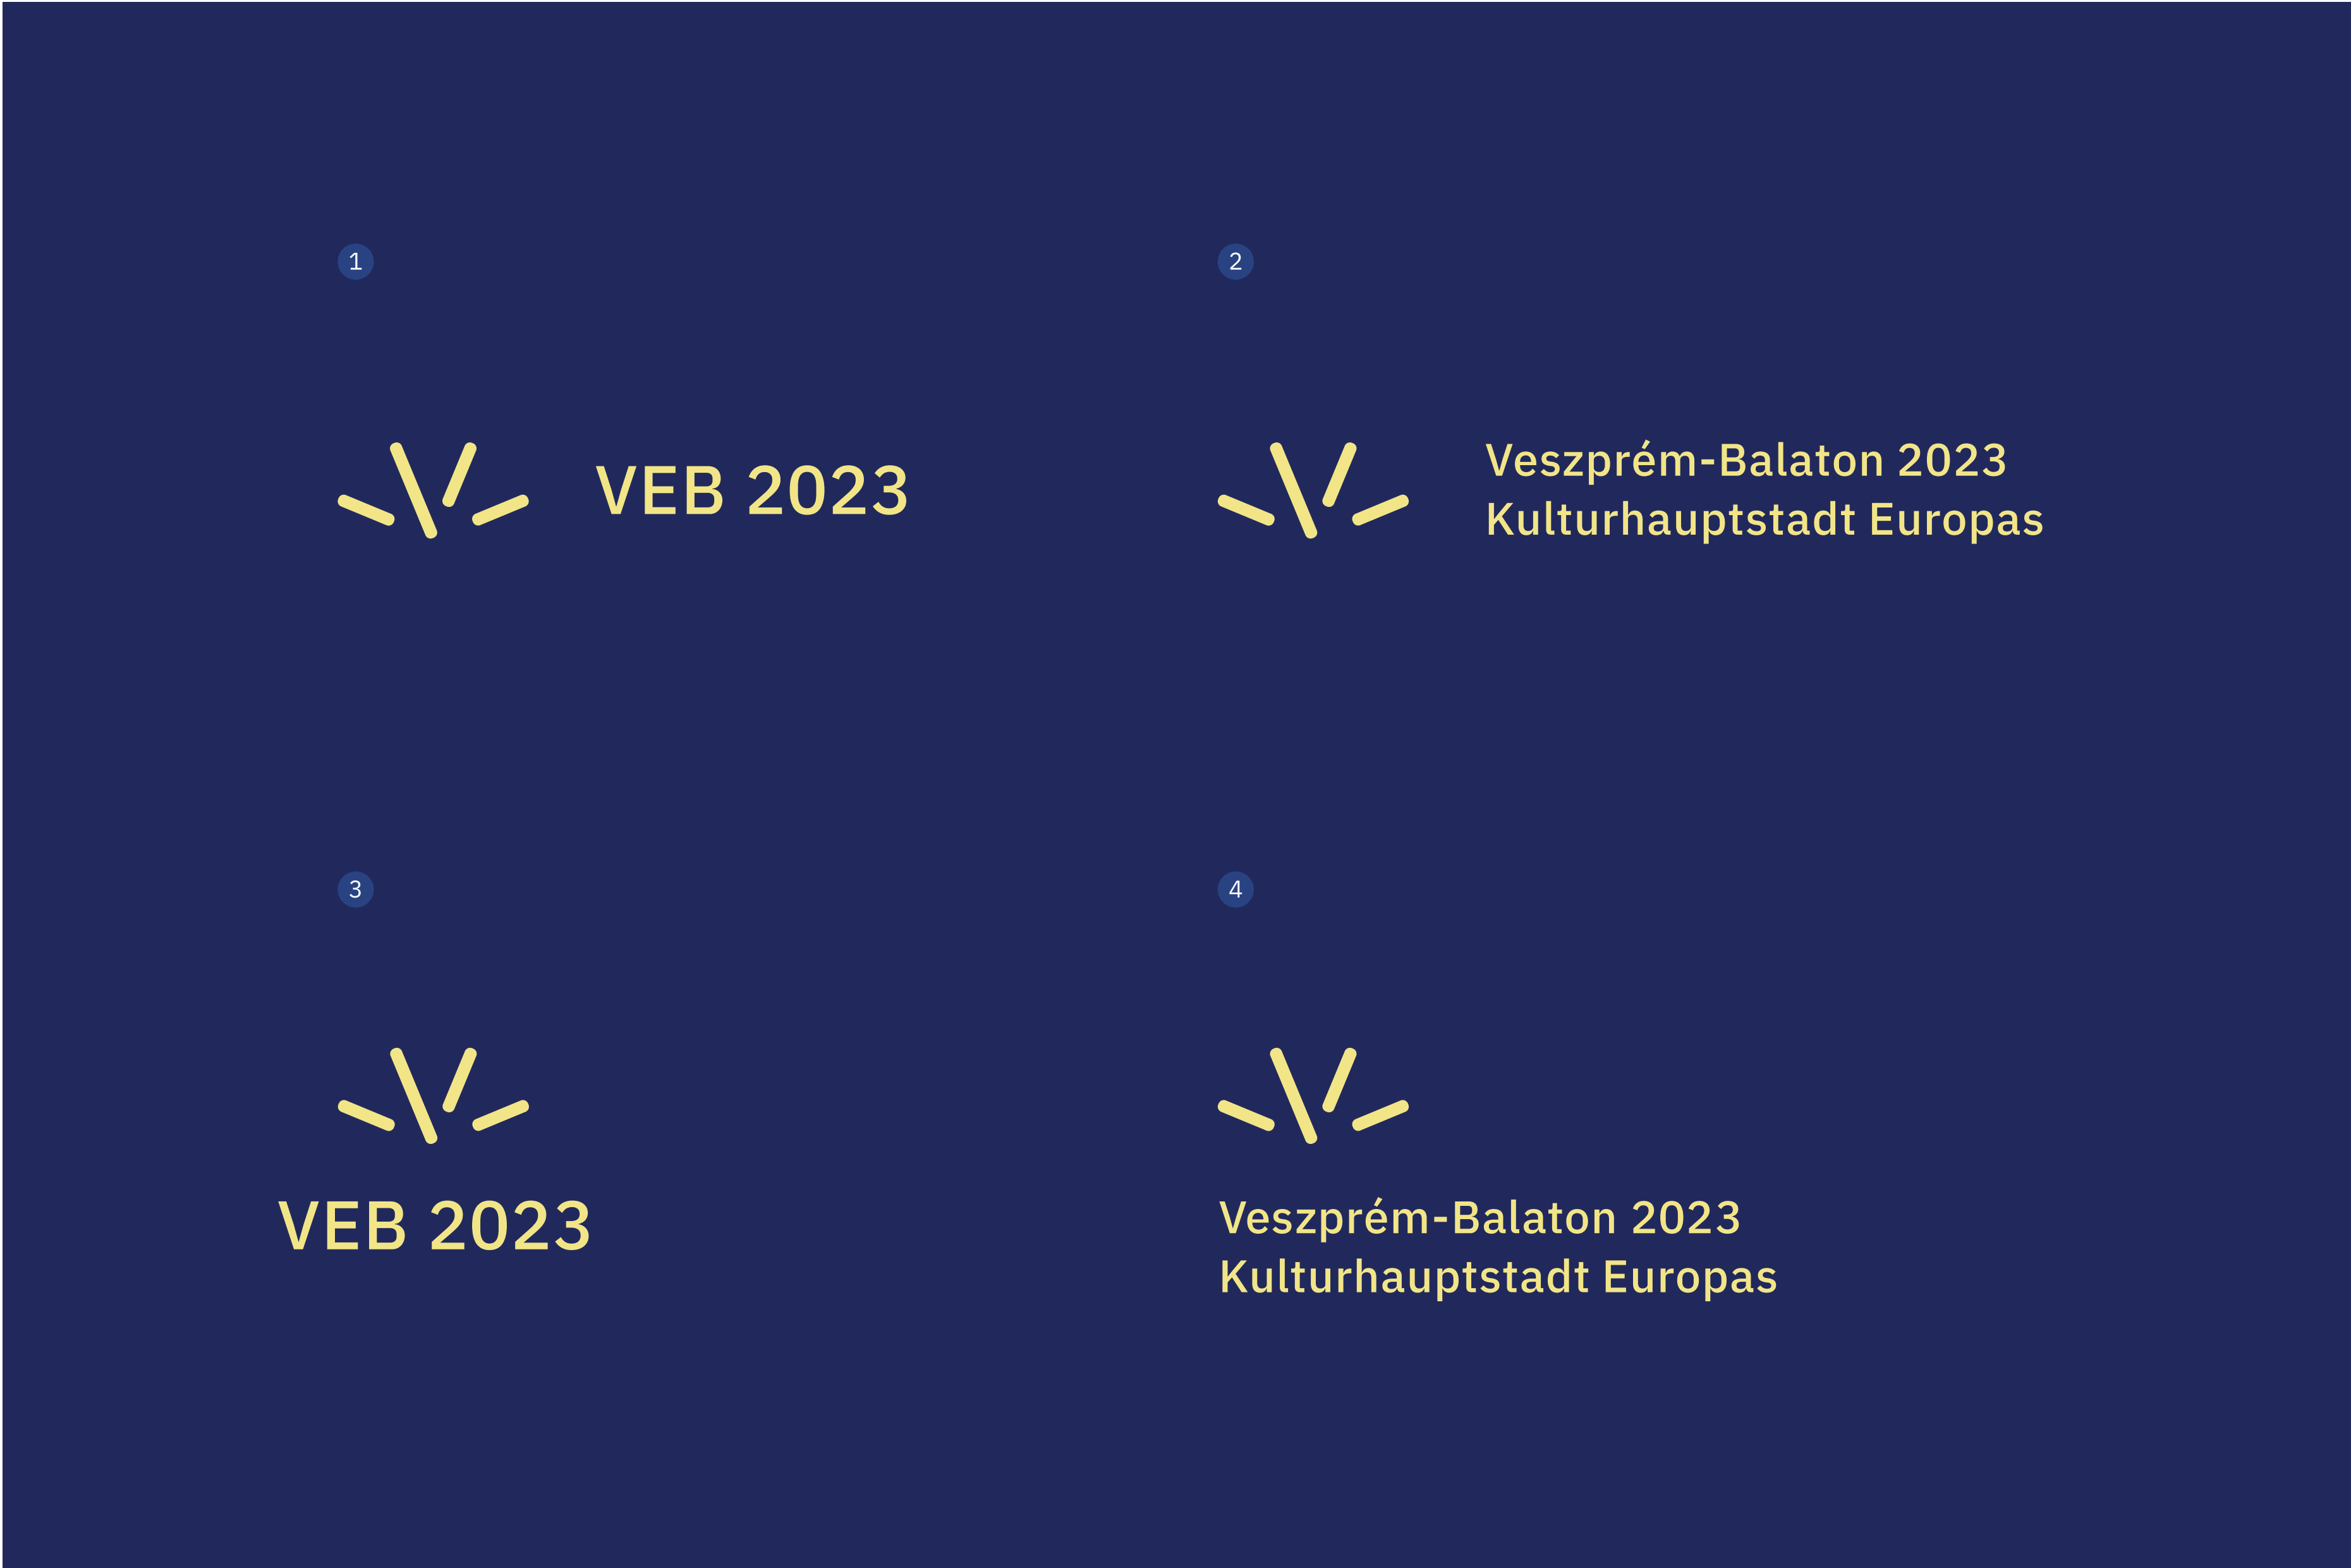 1
VEB 2023
2
Veszprém-Balaton 2023
Kulturhauptstadt Europas
3
VEB 2023
4
Veszprém-Balaton 2023
Kulturhauptstadt Europas